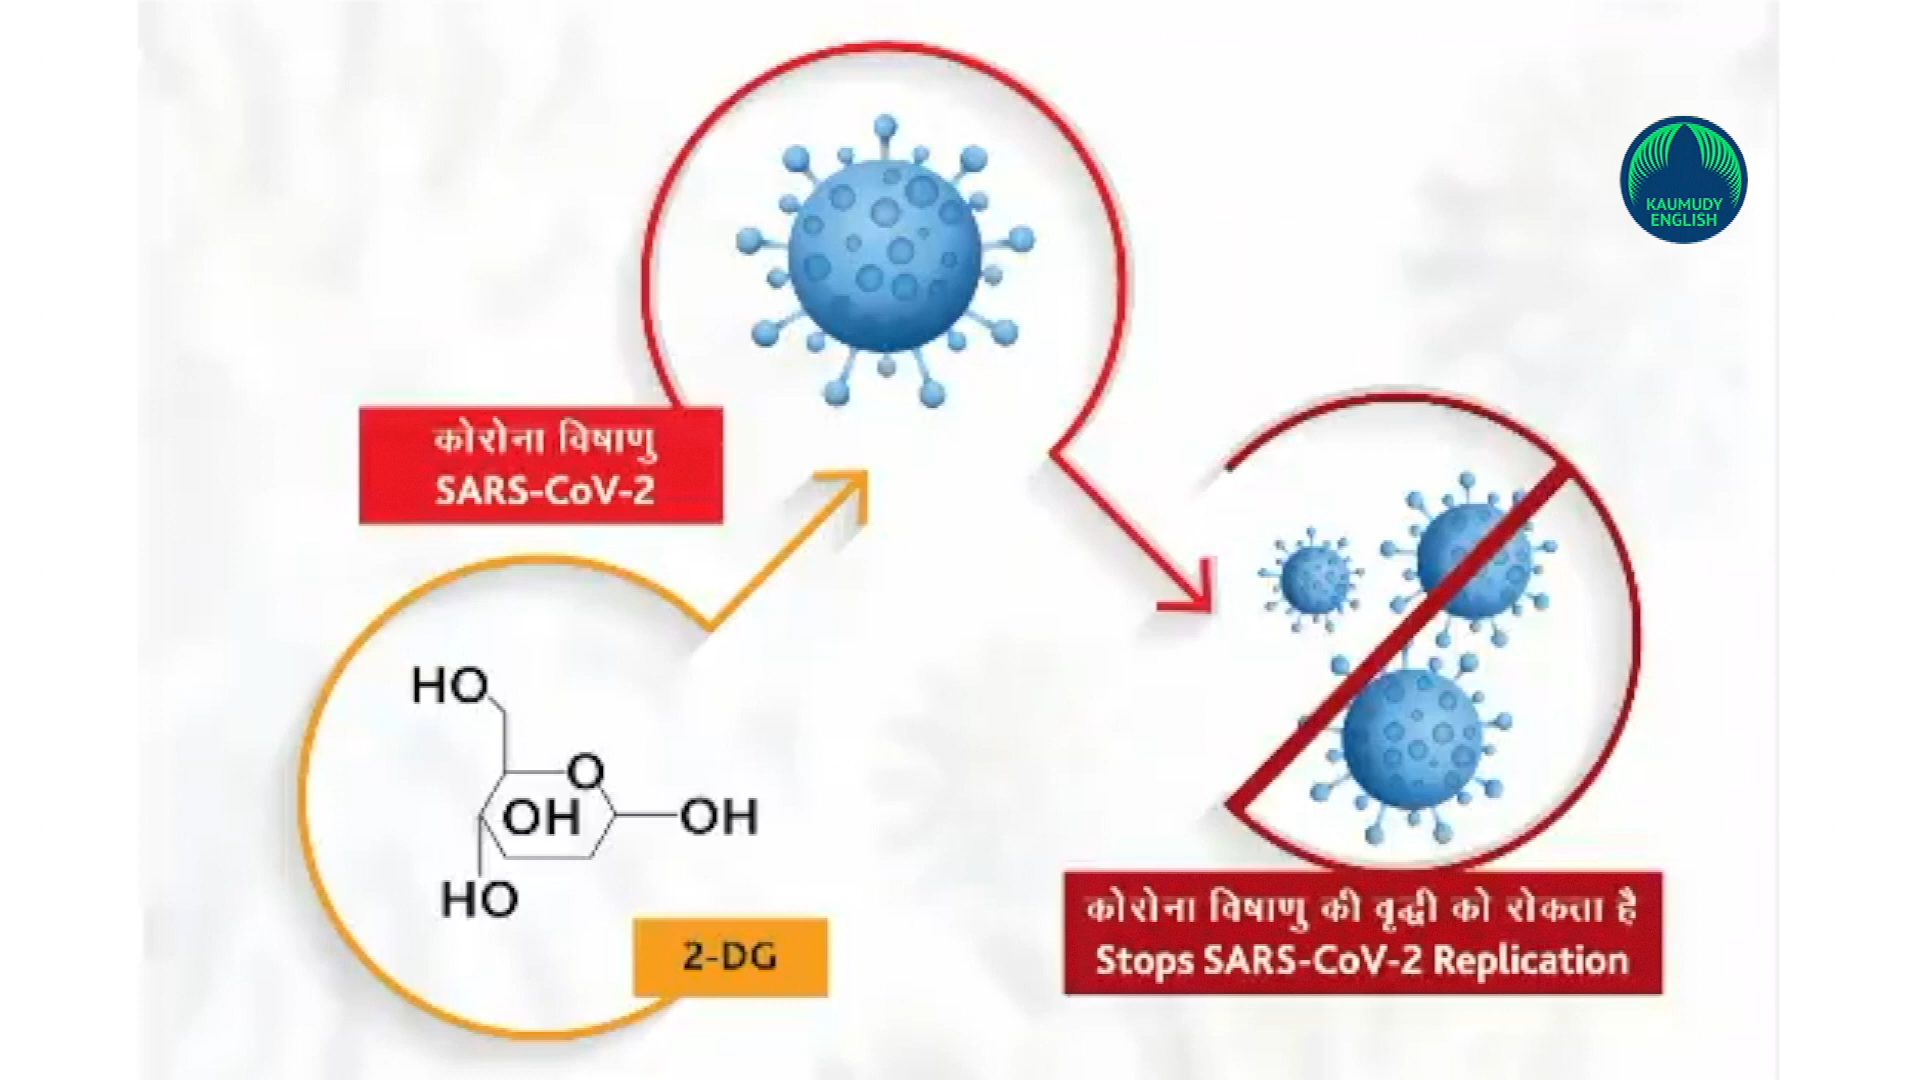 KAUMUDY
ENGLISH
कोरोना विषाणु
SARS-CoV-2
HO
O
OH
OH
HO
2-DG
कोरोना विषाणु की वृद्धी को रोकता है
Stops SARS-CoV-2 Replication